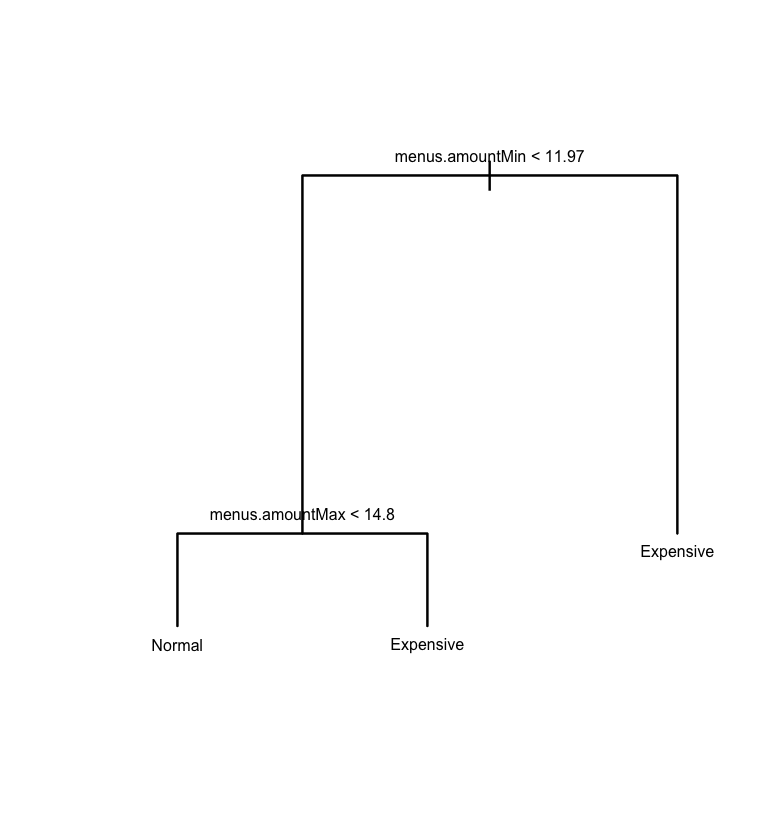 menus.amountMin < 11.97
menus.amountMax < 14.8
Expensive
Normal
Expensive